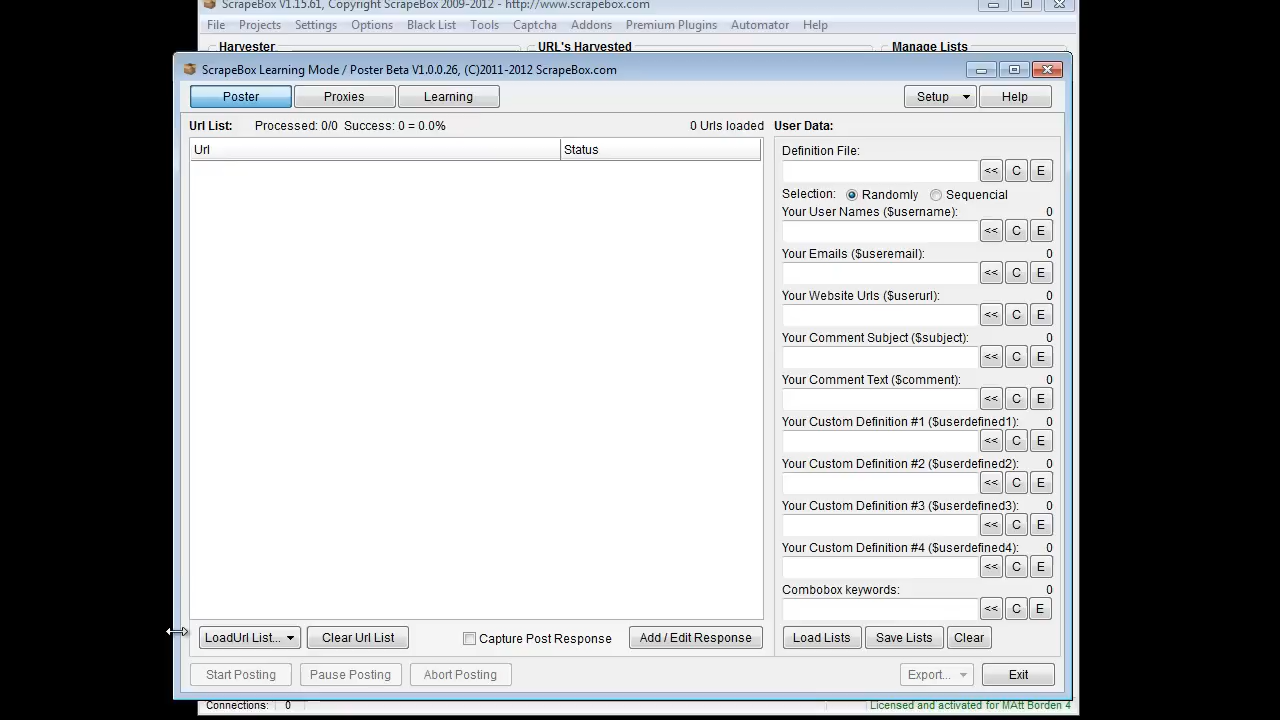 ScrapeBox V1.15.61, Copyright ScrapeBox 2009-2012 - http://www.scrapebox.com
File Projects Settings Options Black List Tools Captcha Addons Premium Plugins Automator Help
Harvester URL's Harvested Manage Lists
ScrapeBox Learning Mode / Poster Beta V1.0.0.26, (C)2011-2012 ScrapeBox.com
Poster Proxies Learning Setup Help
Url List: Processed: 0/0 Success: 0 = 0.0% 0 Urls loaded User Data:
Url Status
Definition File:
<< C E
Selection: Randomly Sequencial
Your User Names ($username): 0
<< C E
Your Emails ($useremail): 0
<< C E
Your Website Urls ($userurl): 0
<< C E
Your Comment Subject ($subject): 0
<< C E
Your Comment Text ($comment): 0
<< C E
Your Custom Definition #1 ($userdefined1): 0
<< C E
Your Custom Definition #2 ($userdefined2): 0
<< C E
Your Custom Definition #3 ($userdefined3): 0
<< C E
Your Custom Definition #4 ($userdefined4): 0
<< C E
Combobox keywords: 0
<< C E
LoadUrl List... Clear Url List Capture Post Response Add / Edit Response Load Lists Save Lists Clear
Start Posting Pause Posting Abort Posting Export... Exit
Connections: 0 Licensed and activated for MAtt Borden 4